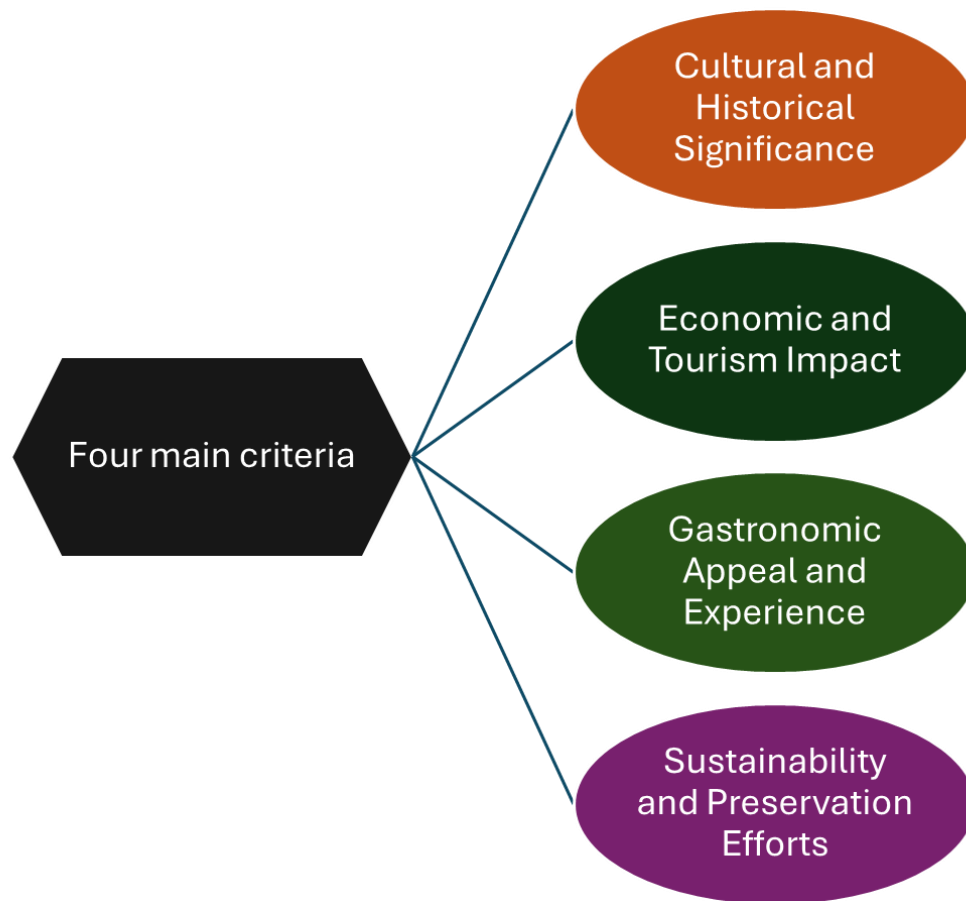 Cultural and
Historical
Significance
Economic and
Tourism Impact
Four main criteria
Gastronomic
Appeal and
Experience
Sustainability
and Preservation
Efforts